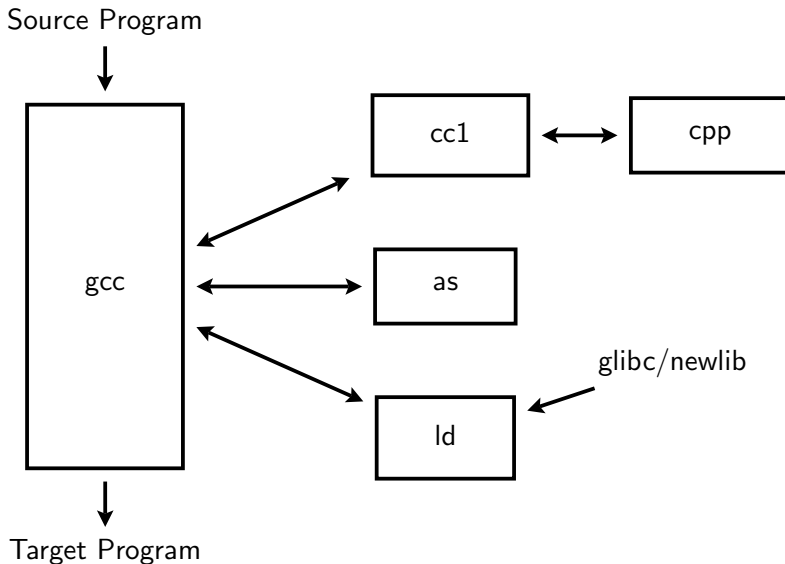 Source Program
cc1
cpp
gcc
as
glibc/newlib
ld
Target Program